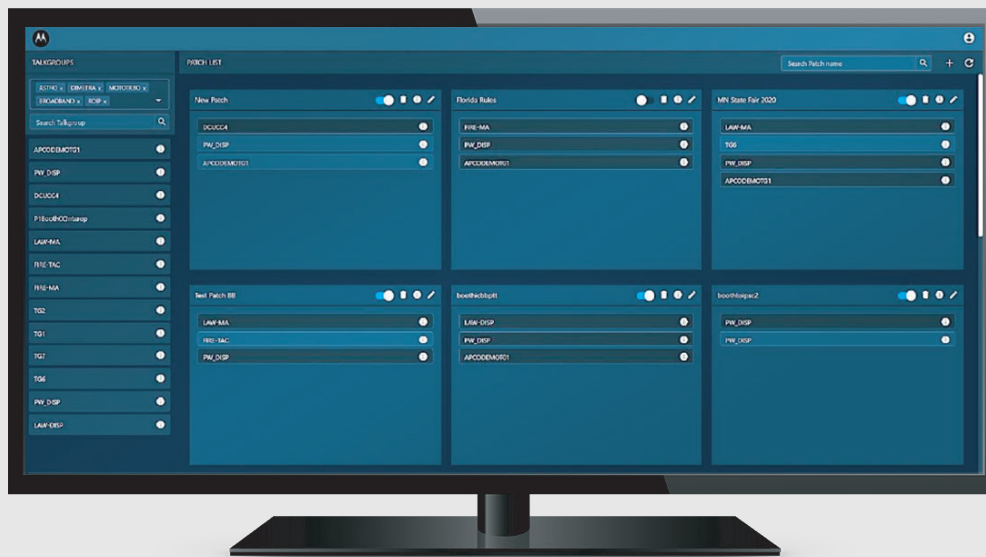 TALKGROUPS
PATCH LIST
Search Patch name
ASTRO x DIMETRA x MOTOTRBO x
BROADBAND x ROIP x
Search Talkgroup
APCODEMOTG1
PW_DISP
DCUCC4
LAW-MA
FIRE-TAC
FIRE-MA
TG2
TG1
TG7
TG6
PW_DISP
LAW-DISP
New Patch
DCUCC4
PW_DISP
APCODEMOTG1
Florida Rules
FIRE-MA
PW_DISP
APCODEMOTG1
MN State Fair 2020
LAW-MA
TG6
PW_DISP
APCODEMOTG1
Test Patch BB
LAW-MA
FIRE-TAC
PW_DISP
LAW-DISP
PW_DISP
APCODEMOTG1
PW_DISP
PW_DISP